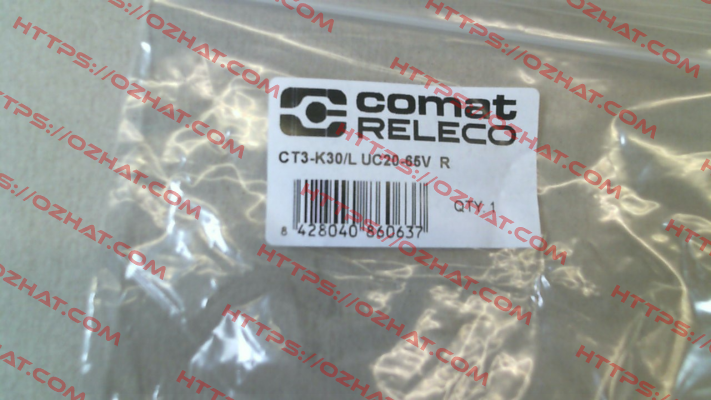 comat
RELECO
CT3-K30/L UC20-65V R
QTY 1
8 428040 860637
HTTPS://OZHAT.COM